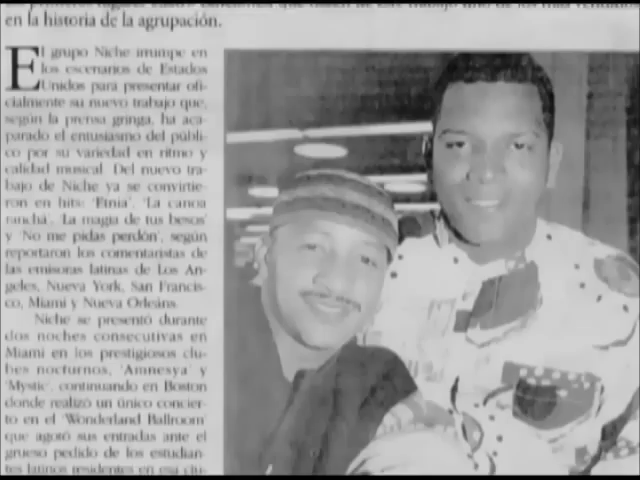 en la historia de la agrupación.
El grupo Niche irrumpe en
los escenarios de Estados
Unidos para presentar ofi-
cialmente su nuevo trabajo que,
según la prensa gringa, ha aca-
parado el entusiasmo del públi-
co por su variedad en ritmo y
calidad musical. Del nuevo tra-
bajo de Niche ya se convirtie-
ron en hits: 'Etnia', 'La canoa
ranchá', 'La magia de tus besos'
y 'No me pidas perdón', según
reportaron los comentaristas de
las emisoras latinas de Los An-
geles, Nueva York, San Francis-
co, Miami y Nueva Orleáns.
Niche se presentó durante
dos noches consecutivas en
Miami en los prestigiosos clu-
bes nocturnos, 'Amnesya' y
'Mystic', continuando en Boston
donde realizó un único concier-
to en el 'Wonderland Ballroom'
que agotó sus entradas ante el
grueso pedido de los estudian-
tes latinos residentes en esa ciu-